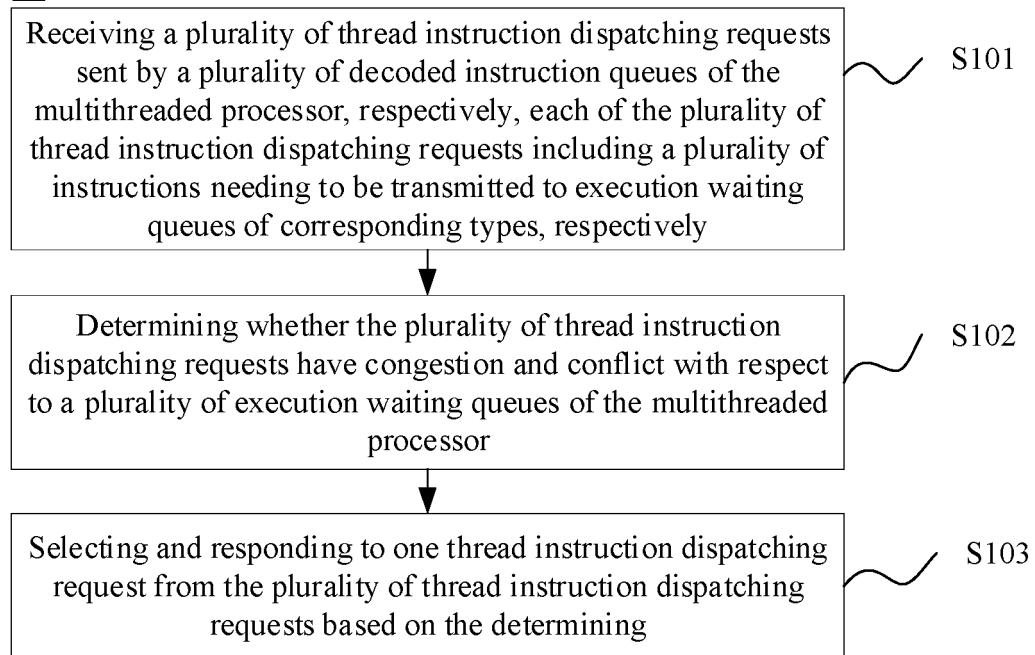 Receiving a plurality of thread instruction dispatching requests
sent by a plurality of decoded instruction queues of the
multithreaded processor, respectively, each of the plurality of
thread instruction dispatching requests including a plurality of
instructions needing to be transmitted to execution waiting
queues of corresponding types, respectively
S101
Determining whether the plurality of thread instruction
dispatching requests have congestion and conflict with respect
to a plurality of execution waiting queues of the multithreaded
processor
S102
Selecting and responding to one thread instruction dispatching
request from the plurality of thread instruction dispatching
requests based on the determining
S103